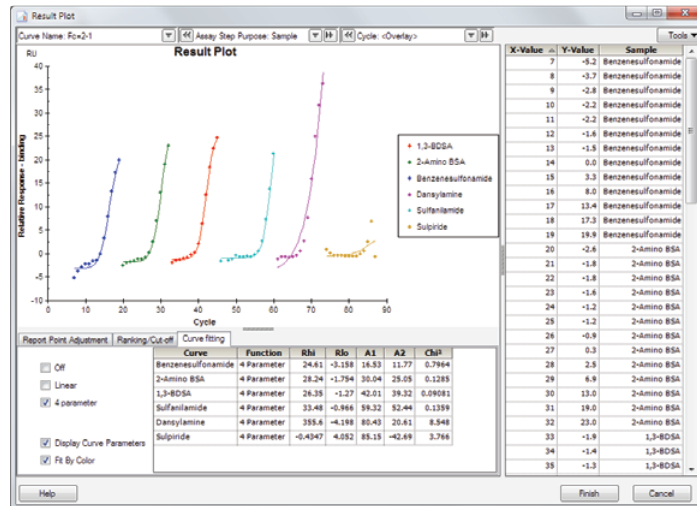 Result Plot
Curve Name: Fc=2-1
Assay Step Purpose: Sample
Cycle: <Overlay>
Tools
Result Plot
RU
40
35
30
25
20
15
10
5
0
-5
-10
Relative Response - binding
0 10 20 30 40 50 60 70 80 90
Cycle
1,3-BDSA
2-Amino BSA
Benzenesulfonamide
Dansylamine
Sulfanilamide
Sulpiride
X-Value Y-Value Sample
7 -5.2 Benzenesulfonamide
8 -3.7 Benzenesulfonamide
9 -2.8 Benzenesulfonamide
10 -2.2 Benzenesulfonamide
11 -2.2 Benzenesulfonamide
12 -1.6 Benzenesulfonamide
13 -1.5 Benzenesulfonamide
14 0.0 Benzenesulfonamide
15 3.3 Benzenesulfonamide
16 8.0 Benzenesulfonamide
17 13.4 Benzenesulfonamide
18 17.3 Benzenesulfonamide
19 19.9 Benzenesulfonamide
20 -2.6 2-Amino BSA
21 -1.8 2-Amino BSA
22 -1.8 2-Amino BSA
23 -1.6 2-Amino BSA
24 -1.2 2-Amino BSA
25 -1.2 2-Amino BSA
26 -0.9 2-Amino BSA
27 0.3 2-Amino BSA
28 2.5 2-Amino BSA
29 6.9 2-Amino BSA
30 13.0 2-Amino BSA
31 19.0 2-Amino BSA
32 23.0 2-Amino BSA
33 -1.9 1,3-BDSA
34 -1.4 1,3-BDSA
35 -1.3 1,3-BDSA
Report Point Adjustment Ranking/Cut-off Curve fitting
Off
Linear
4 parameter
Display Curve Parameters
Fit By Color
Curve Function Rhi Rlo A1 A2 Chi²
Benzenesulfonamide 4 Parameter 24.61 -3.158 16.53 11.77 0.7964
2-Amino BSA 4 Parameter 28.24 -1.754 30.04 25.05 0.1285
1,3-BDSA 4 Parameter 26.35 -1.27 42.01 39.32 0.09081
Sulfanilamide 4 Parameter 33.48 -0.966 59.32 52.44 0.1359
Dansylamine 4 Parameter 355.6 -4.198 80.43 20.61 8.548
Sulpiride 4 Parameter -0.4347 4.052 85.15 -42.69 3.766
Help
Finish
Cancel